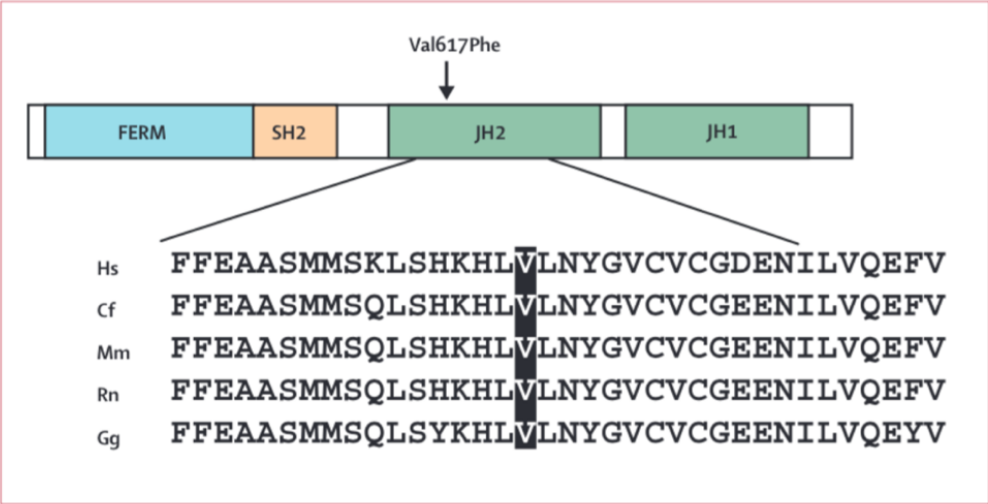 Val617Phe
FERM SH2 JH2 JH1
Hs FFEAASMMSKLSHKHLVLNYGVCVCGDENILVQEFV
Cf FFEAASMMSQLSHKHLVLNYGVCVCGEENILVQEFV
Mm FFEAASMMSQLSHKHLVLNYGVCVCGEENILVQEFV
Rn FFEAASMMSQLSHKHLVLNYGVCVCGEENILVQEFV
Gg FFEAASMMSQLSYKHLVLNYGVCVCGEENILVQEYV